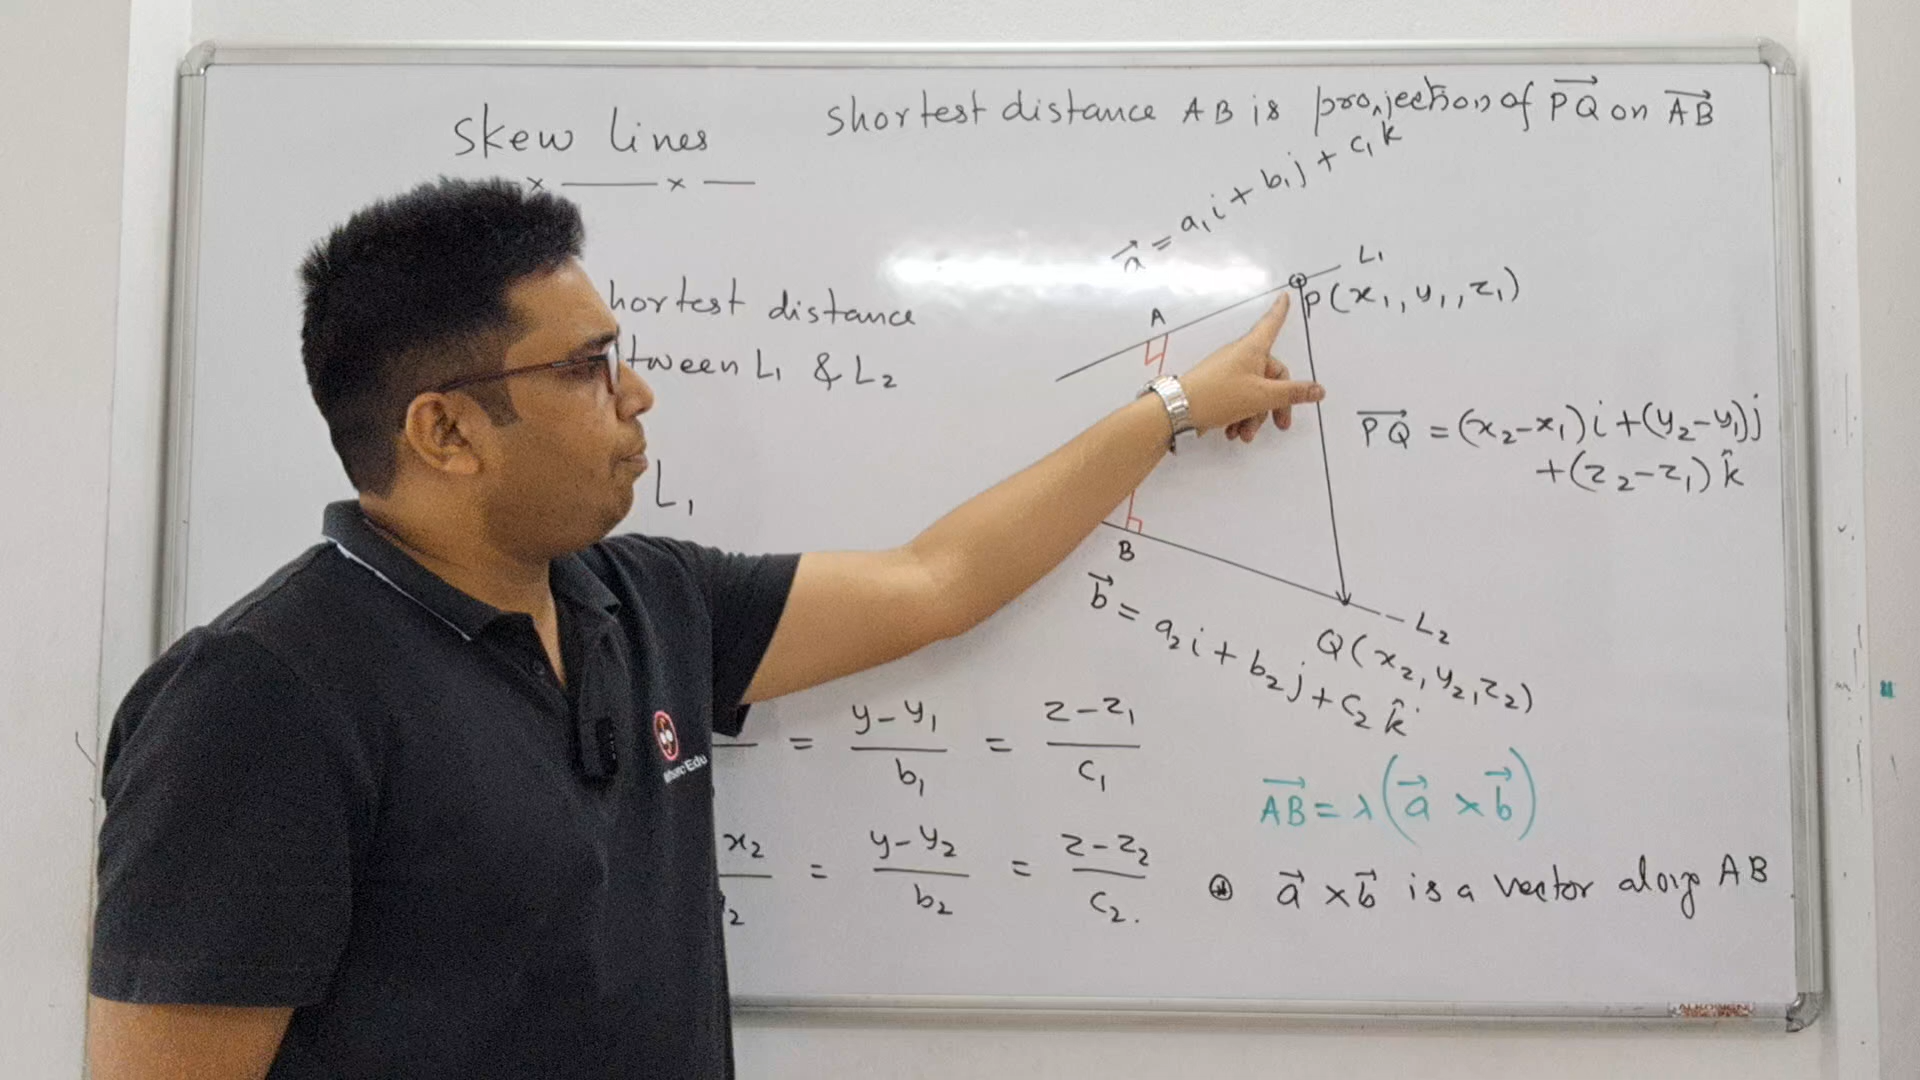 Skew lines
shortest distance AB is projection of PQ on AB
a = a₁i + b₁j + c₁k
L₁
P(x₁, y₁, z₁)
A
hortest distance
tween L₁ & L₂
PQ = (x₂-x₁)i + (y₂-y₁)j
+(z₂-z₁)k̂
L₁
B
b = a₂i + b₂j + c₂k̂
L₂
Q(x₂, y₂, z₂)
= y-y₁/b₁ = z-z₁/c₁
AB = λ(a × b)
x₂/₂ = y-y₂/b₂ = z-z₂/c₂.
a × b is a vector along AB
Edu